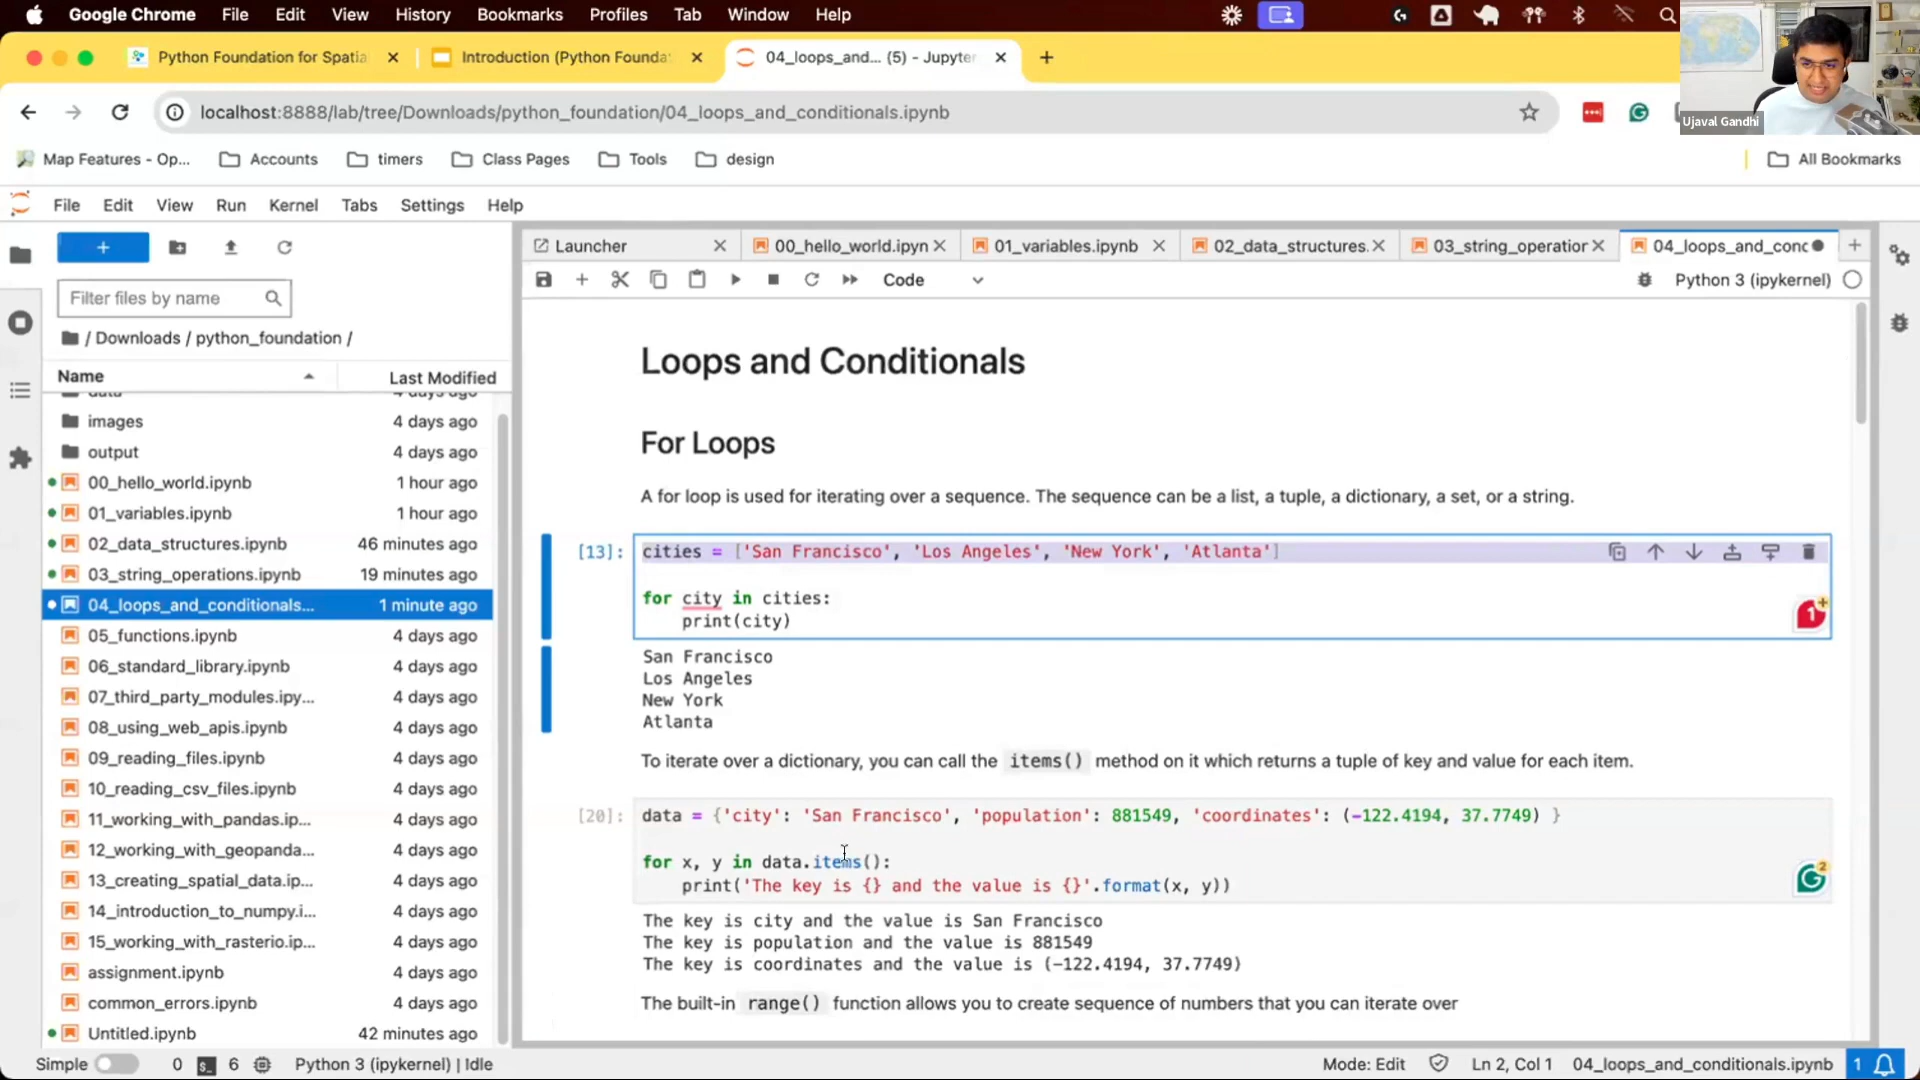 Google Chrome File Edit View History Bookmarks Profiles Tab Window Help
Python Foundation for Spatia
Introduction (Python Founda
04_loops_and... (5) - Jupyter
localhost:8888/lab/tree/Downloads/python_foundation/04_loops_and_conditionals.ipynb
Ujaval Gandhi
Map Features - Op... Accounts timers Class Pages Tools design All Bookmarks
File Edit View Run Kernel Tabs Settings Help
Launcher 00_hello_world.ipyn 01_variables.ipynb 02_data_structures. 03_string_operation 04_loops_and_conc
Code Python 3 (ipykernel)
Filter files by name
/ Downloads / python_foundation /
Name Last Modified
data 4 days ago
images 4 days ago
output 4 days ago
00_hello_world.ipynb 1 hour ago
01_variables.ipynb 1 hour ago
02_data_structures.ipynb 46 minutes ago
03_string_operations.ipynb 19 minutes ago
04_loops_and_conditionals... 1 minute ago
05_functions.ipynb 4 days ago
06_standard_library.ipynb 4 days ago
07_third_party_modules.ipy... 4 days ago
08_using_web_apis.ipynb 4 days ago
09_reading_files.ipynb 4 days ago
10_reading_csv_files.ipynb 4 days ago
11_working_with_pandas.ip... 4 days ago
12_working_with_geopanda... 4 days ago
13_creating_spatial_data.ip... 4 days ago
14_introduction_to_numpy.i... 4 days ago
15_working_with_rasterio.ip... 4 days ago
assignment.ipynb 4 days ago
common_errors.ipynb 4 days ago
Untitled.ipynb 42 minutes ago
Loops and Conditionals
For Loops
A for loop is used for iterating over a sequence. The sequence can be a list, a tuple, a dictionary, a set, or a string.
[13]: cities = ['San Francisco', 'Los Angeles', 'New York', 'Atlanta']
for city in cities:
print(city)
1
San Francisco
Los Angeles
New York
Atlanta
To iterate over a dictionary, you can call the items() method on it which returns a tuple of key and value for each item.
[20]: data = {'city': 'San Francisco', 'population': 881549, 'coordinates': (-122.4194, 37.7749) }
for x, y in data.items():
print('The key is {} and the value is {}'.format(x, y))
2
The key is city and the value is San Francisco
The key is population and the value is 881549
The key is coordinates and the value is (-122.4194, 37.7749)
The built-in range() function allows you to create sequence of numbers that you can iterate over
Simple 0 6 Python 3 (ipykernel) | Idle Mode: Edit Ln 2, Col 1 04_loops_and_conditionals.ipynb 1